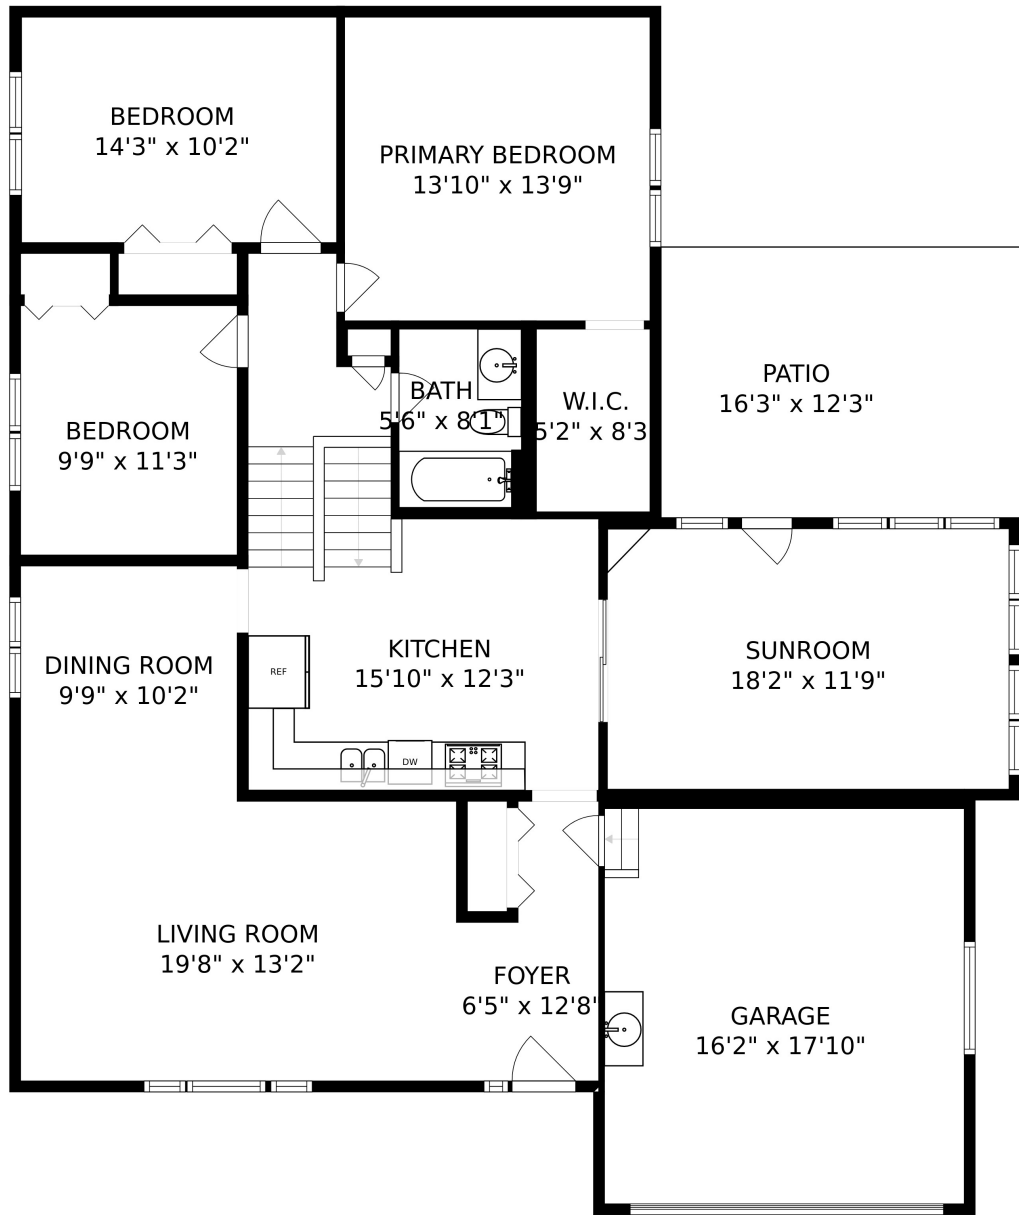 BEDROOM
14'3" x 10'2"
PRIMARY BEDROOM
13'10" x 13'9"
PATIO
16'3" x 12'3"
BATH
5'6" x 8'1"
W.I.C.
5'2" x 8'3
BEDROOM
9'9" x 11'3"
KITCHEN
15'10" x 12'3"
SUNROOM
18'2" x 11'9"
DINING ROOM
9'9" x 10'2"
REF
DW
LIVING ROOM
19'8" x 13'2"
FOYER
6'5" x 12'8'
GARAGE
16'2" x 17'10"